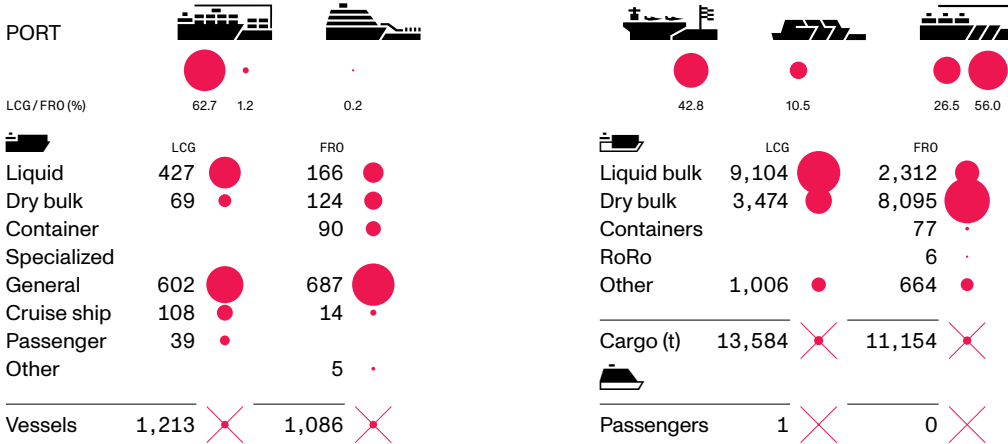 PORT
LCG / FRO (%) 62.7 1.2 0.2 42.8 10.5 26.5 56.0
LCG FRO
Liquid 427 166
Dry bulk 69 124
Container 90
Specialized
General 602 687
Cruise ship 108 14
Passenger 39
Other 5
Vessels 1,213 1,086
LCG FRO
Liquid bulk 9,104 2,312
Dry bulk 3,474 8,095
Containers 77
RoRo 6
Other 1,006 664
Cargo (t) 13,584 11,154
Passengers 1 0